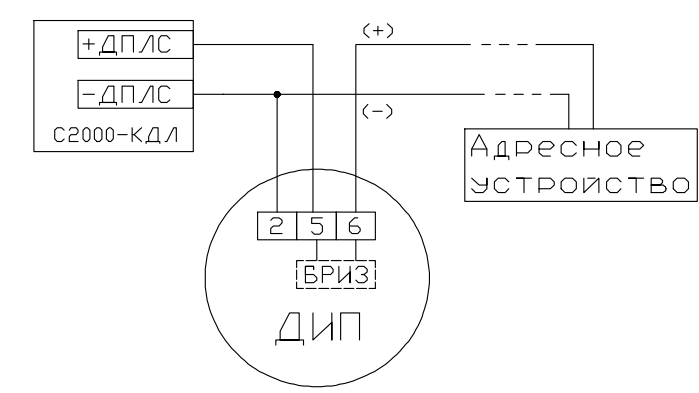 +ДПЛС
(+)
-ДПЛС
(-)
С2000-КДЛ
Адресное
устройство
2 5 6
БРИЗ
ДИП